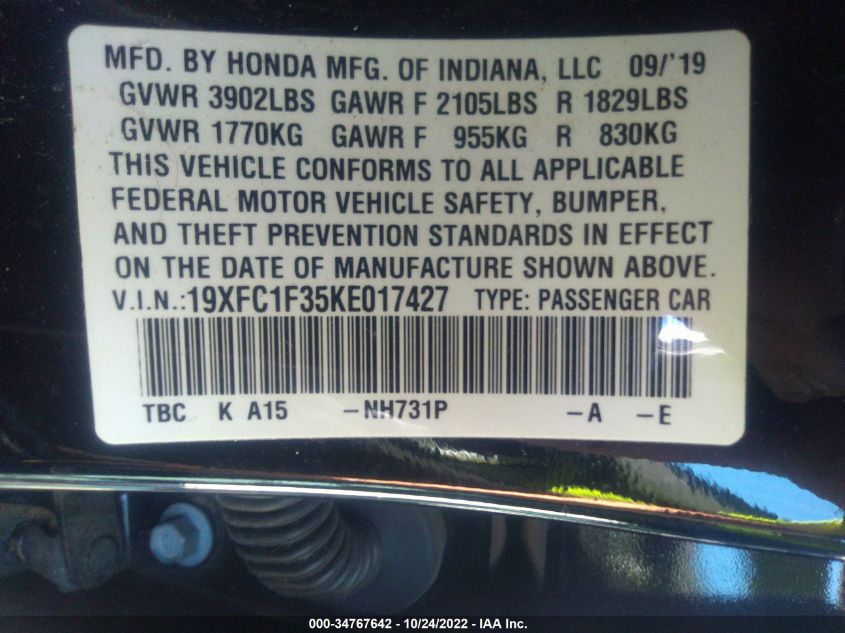 MFD. BY HONDA MFG. OF INDIANA, LLC 09/'19
GVWR 3902LBS GAWR F 2105LBS R 1829LBS
GVWR 1770KG GAWR F 955KG R 830KG
THIS VEHICLE CONFORMS TO ALL APPLICABLE
FEDERAL MOTOR VEHICLE SAFETY, BUMPER,
AND THEFT PREVENTION STANDARDS IN EFFECT
ON THE DATE OF MANUFACTURE SHOWN ABOVE.
V.I.N.:19XFC1F35KE017427 TYPE: PASSENGER CAR
TBC K A15 -NH731P -A -E
000-34767642 - 10/24/2022 - IAA Inc.